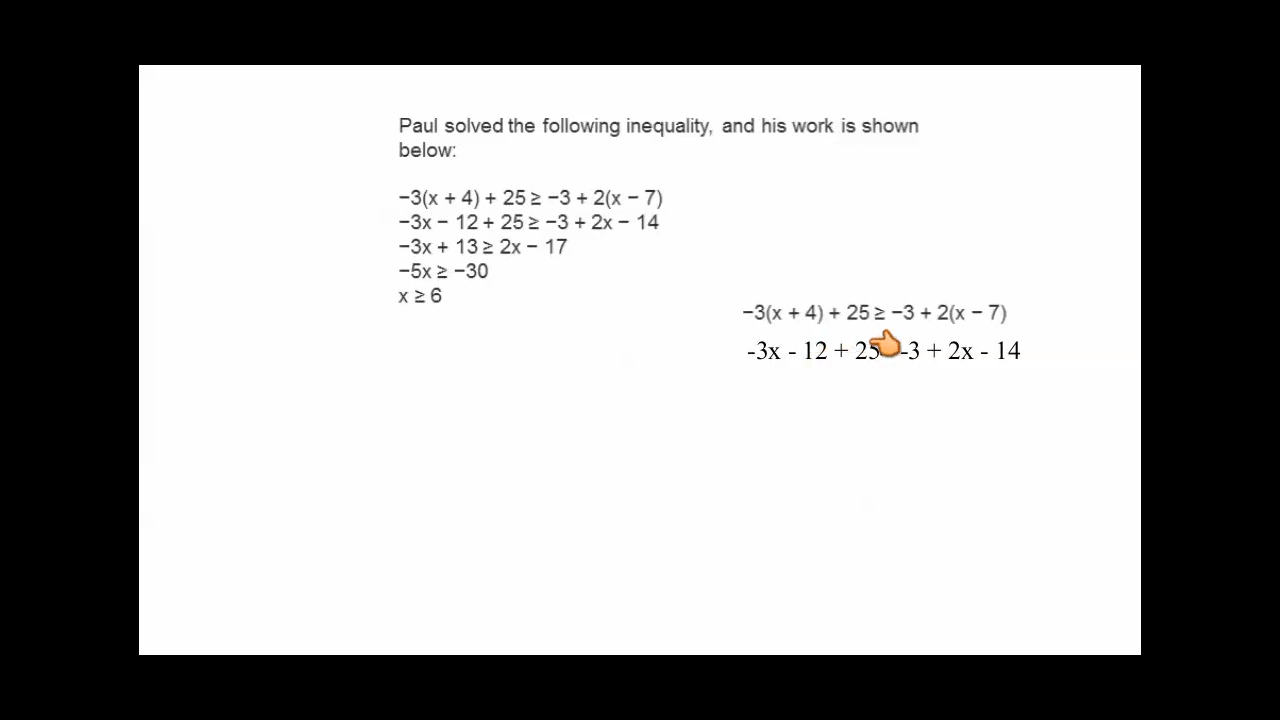 Paul solved the following inequality, and his work is shown
below:
−3(x + 4) + 25 ≥ −3 + 2(x − 7)
−3x − 12 + 25 ≥ −3 + 2x − 14
−3x + 13 ≥ 2x − 17
−5x ≥ −30
x ≥ 6
−3(x + 4) + 25 ≥ −3 + 2(x − 7)
-3x - 12 + 25 -3 + 2x - 14